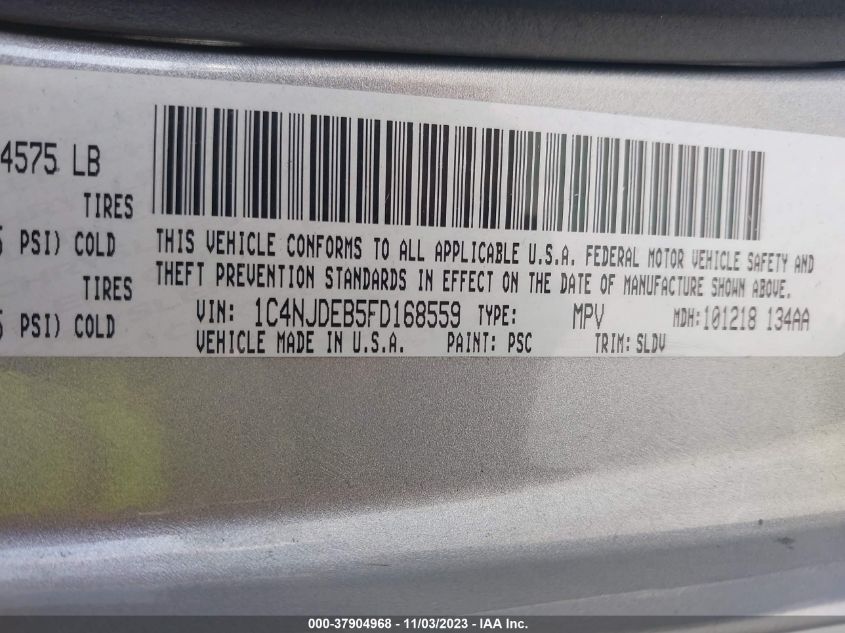 4575 LB
TIRES
PSI) COLD
TIRES
PSI) COLD
THIS VEHICLE CONFORMS TO ALL APPLICABLE U.S.A. FEDERAL MOTOR VEHICLE SAFETY AND
THEFT PREVENTION STANDARDS IN EFFECT ON THE DATE OF MANUFACTURE SHOWN ABOVE.
VIN: 1C4NJDEB5FD168559 TYPE: MPV MDH: 101218 134AA
VEHICLE MADE IN U.S.A. PAINT: PSC TRIM: SLDV
000-37904968 - 11/03/2023 - IAA Inc.